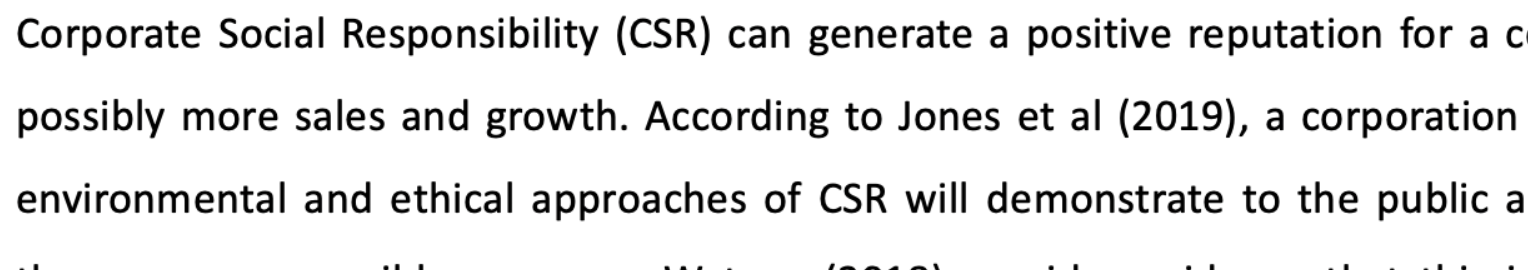 Corporate Social Responsibility (CSR) can generate a positive reputation for a
possibly more sales and growth. According to Jones et al (2019), a corporation
environmental and ethical approaches of CSR will demonstrate to the public a